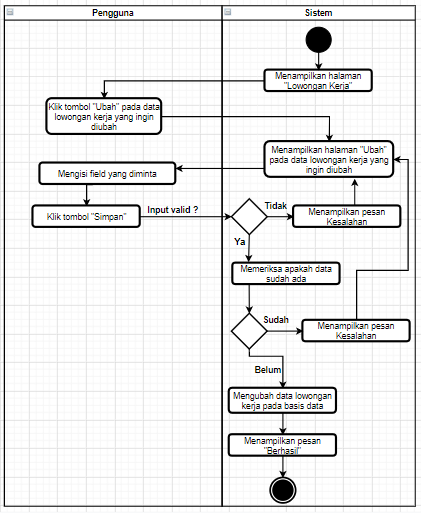 Pengguna
Sistem
Menampilkan halaman
"Lowongan Kerja"
Klik tombol "Ubah" pada data
lowongan kerja yang ingin
diubah
Menampilkan halaman "Ubah"
pada data lowongan kerja yang
ingin diubah
Mengisi field yang diminta
Klik tombol "Simpan"
Input valid ?
Tidak
Menampilkan pesan
Kesalahan
Ya
Memeriksa apakah data
sudah ada
Sudah
Menampilkan pesan
Kesalahan
Belum
Mengubah data lowongan
kerja pada basis data
Menampilkan pesan
"Berhasil"